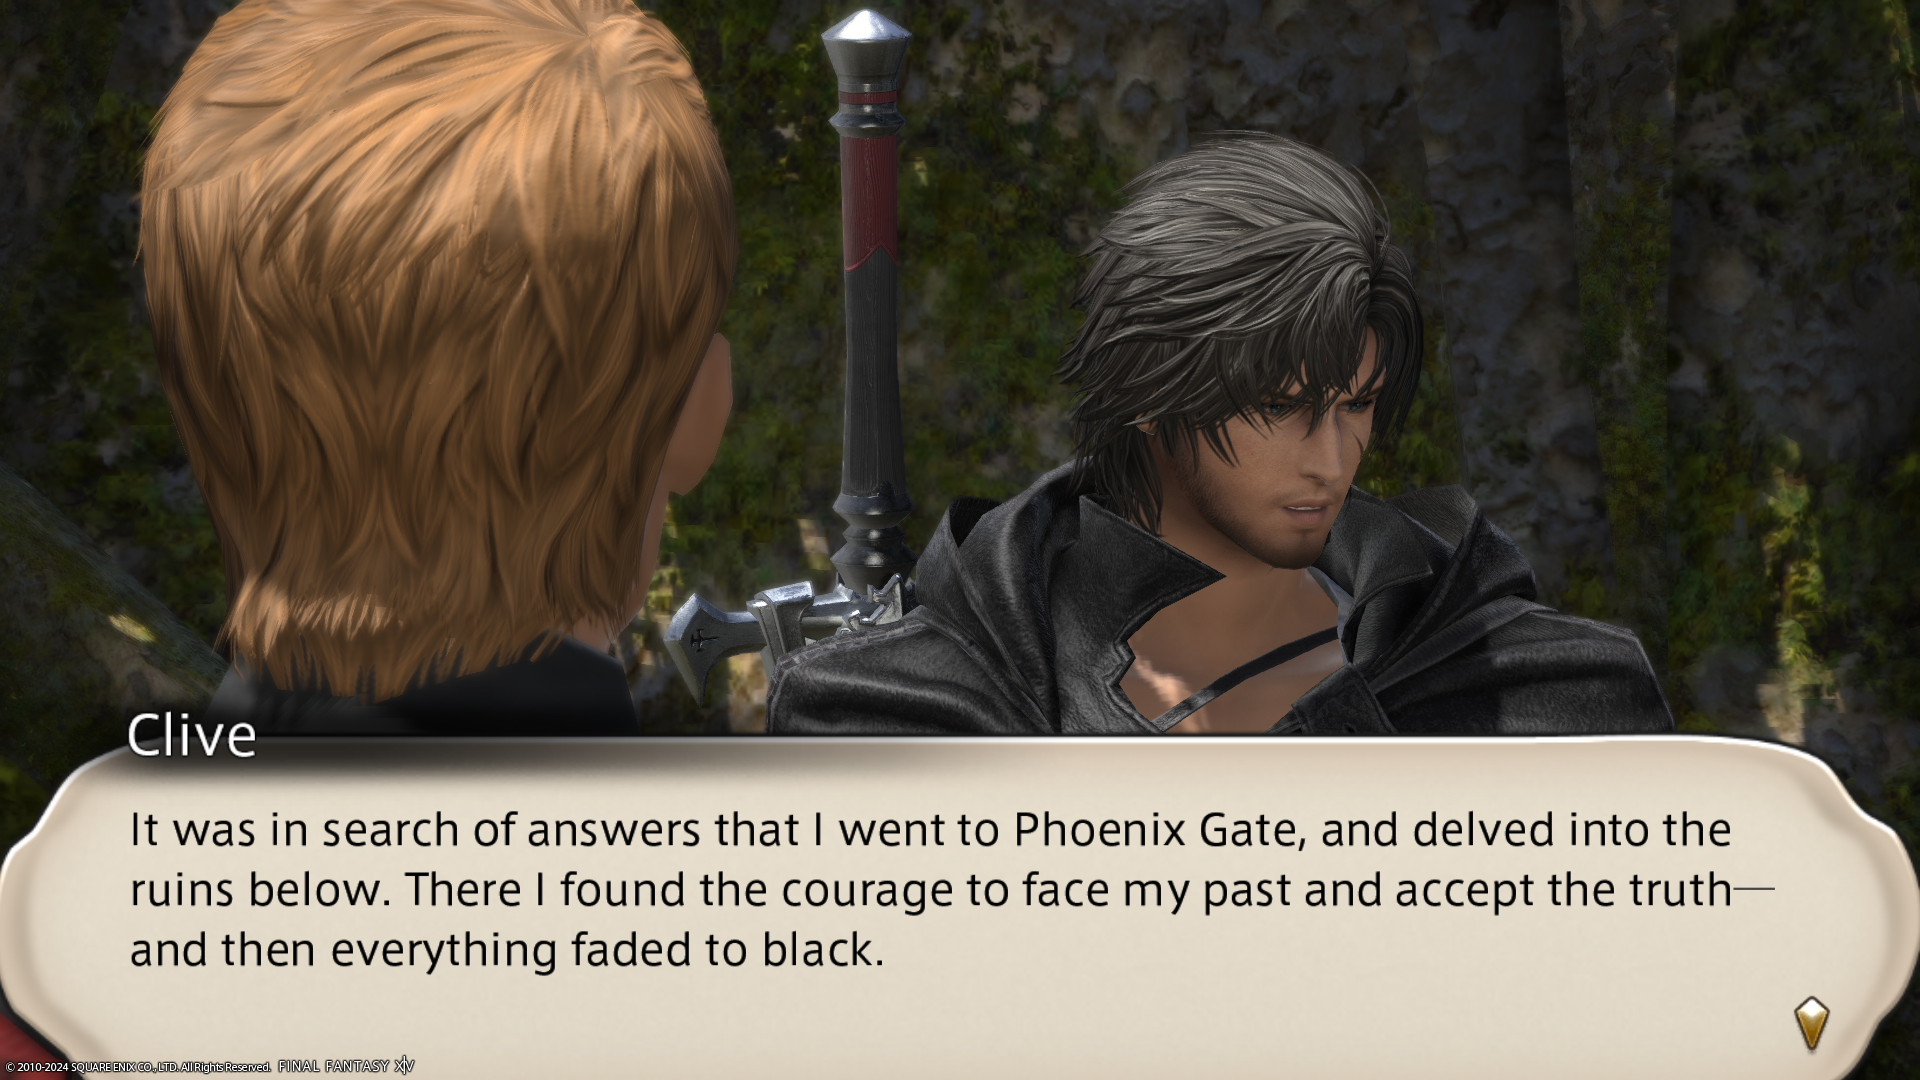 Clive
It was in search of answers that I went to Phoenix Gate, and delved into the
ruins below. There I found the courage to face my past and accept the truth—
and then everything faded to black.
© 2010-2024 SQUARE ENIX CO., LTD. All Rights Reserved. FINAL FANTASY XIV